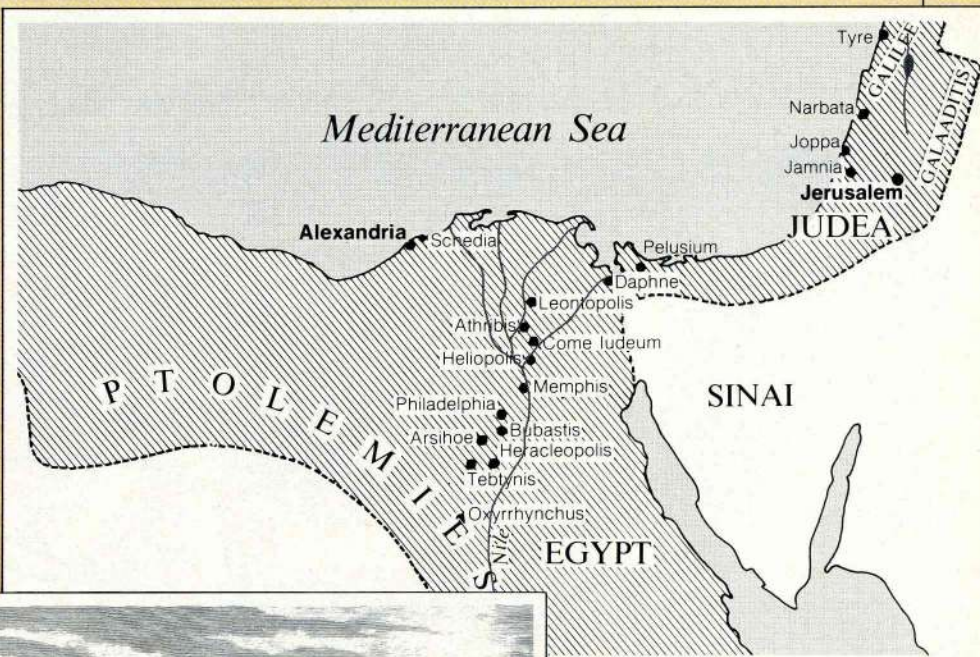 Tyre
GALILEE
GALAADITIS
Narbata
Mediterranean Sea
Joppa
Jamnia
Jerusalem
JUDEA
Alexandria
Schedia
Pelusium
Daphne
Leontopolis
Athribis
Come Iudeum
Heliopolis
Memphis
SINAI
PTOLEMIES
Philadelphia
Bubastis
Arsihoe
Heracleopolis
Tebtynis
Oxyrrhynchus
Nile
EGYPT